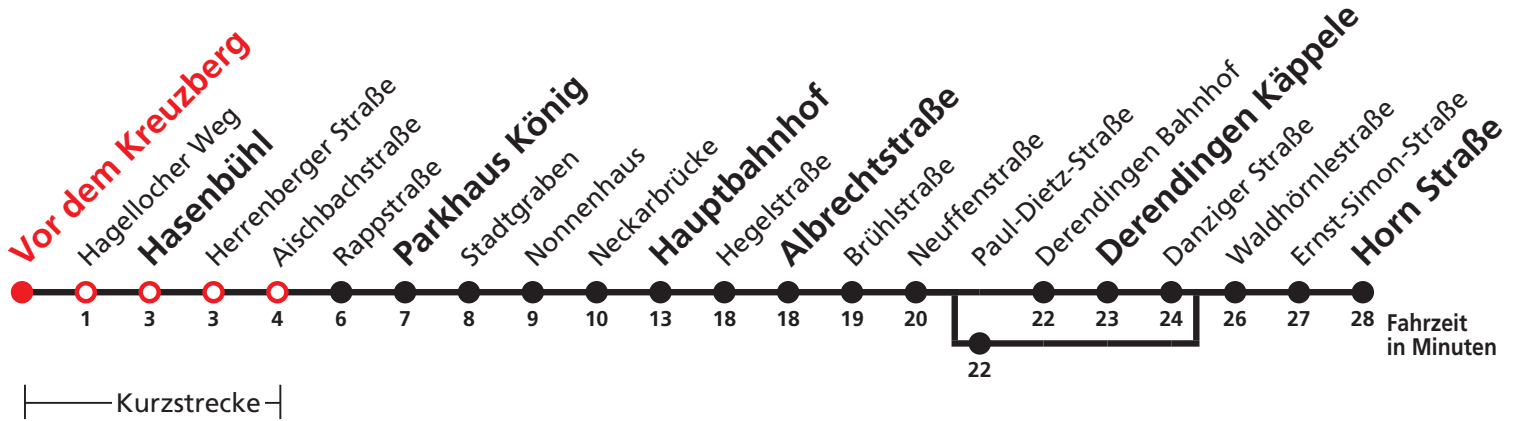 Vor dem Kreuzberg
Hagellocher Weg
Hasenbühl
Herrenberger Straße
Aischbachstraße
Rappstraße
Parkhaus König
Stadtgraben
Nonnenhaus
Neckarbrücke
Hauptbahnhof
Hegelstraße
Albrechtstraße
Brühlstraße
Neuffenstraße
Paul-Dietz-Straße
Derendingen Bahnhof
Derendingen Käppele
Danziger Straße
Waldhörnlestraße
Ernst-Simon-Straße
Horn Straße
1 3 3 4 6 7 8 9 10 13 18 18 19 20 22 23 24 26 27 28
Fahrzeit
in Minuten
22
Kurzstrecke